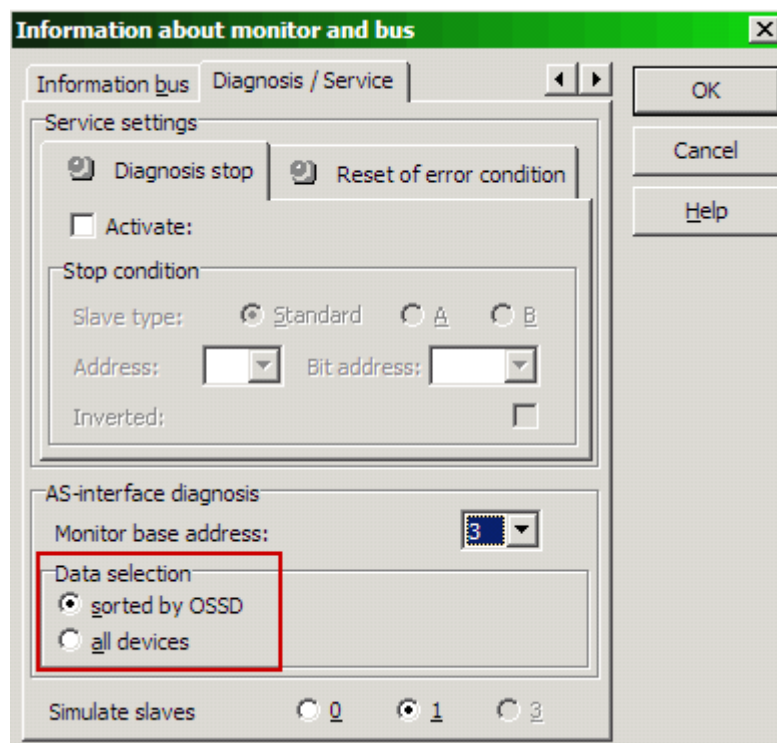 Information about monitor and bus
Information bus Diagnosis / Service
OK
Service settings
Cancel
Diagnosis stop Reset of error condition
Help
Activate:
Stop condition
Slave type: Standard A B
Address: Bit address:
Inverted:
AS-interface diagnosis
Monitor base address: 3
Data selection
sorted by OSSD
all devices
Simulate slaves 0 1 3